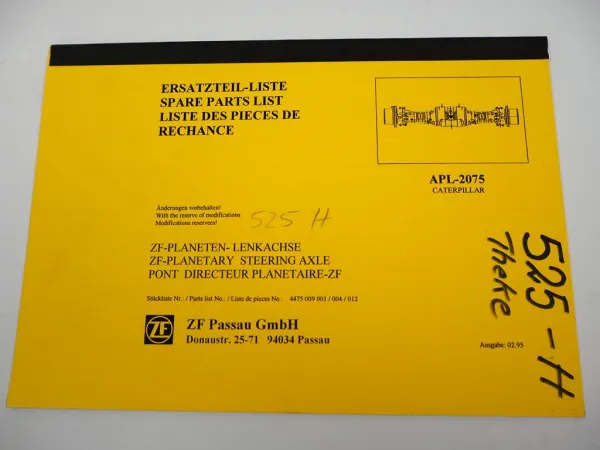 ERSATZTEIL-LISTE
SPARE PARTS LIST
LISTE DES PIECES DE
RECHANCE
APL-2075
CATERPILLAR
Änderungen vorbehalten!
With the reserve of modifications
Modifications reservees!
525 H
ZF-PLANETEN- LENKACHSE
ZF-PLANETARY STEERING AXLE
PONT DIRECTEUR PLANETAIRE-ZF
Stückliste Nr.: / Parts list No.: / Liste de pieces No.: 4475 009 001 / 004 / 012
ZF
ZF Passau GmbH
Donaustr. 25-71 94034 Passau
Ausgabe: 02.95
525-H
Theke